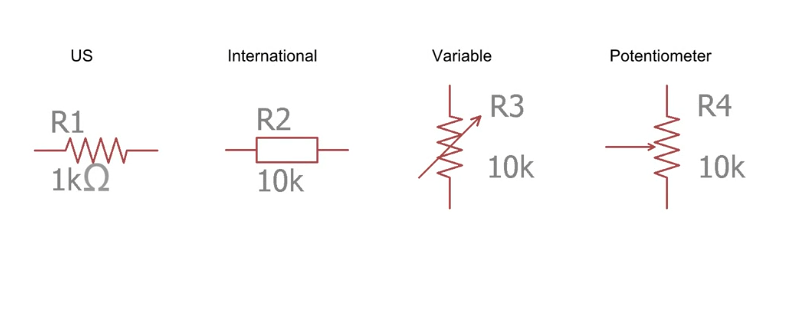 US
International
Variable
Potentiometer
R1
1kΩ
R2
10k
R3
10k
R4
10k